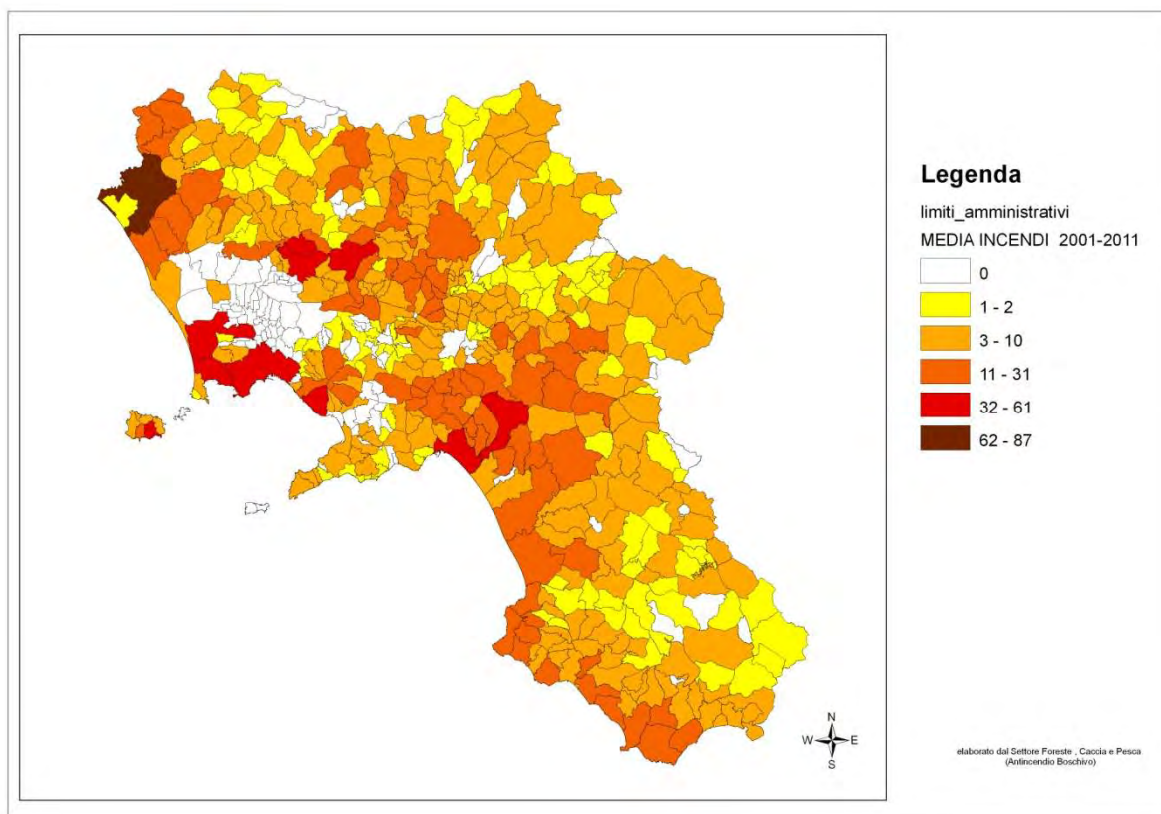 Legenda
limiti_amministrativi
MEDIA INCENDI 2001-2011
0
1 - 2
3 - 10
11 - 31
32 - 61
62 - 87
N
W E
S
elaborato dal Settore Foreste , Caccia e Pesca
(Antincendio Boschivo)